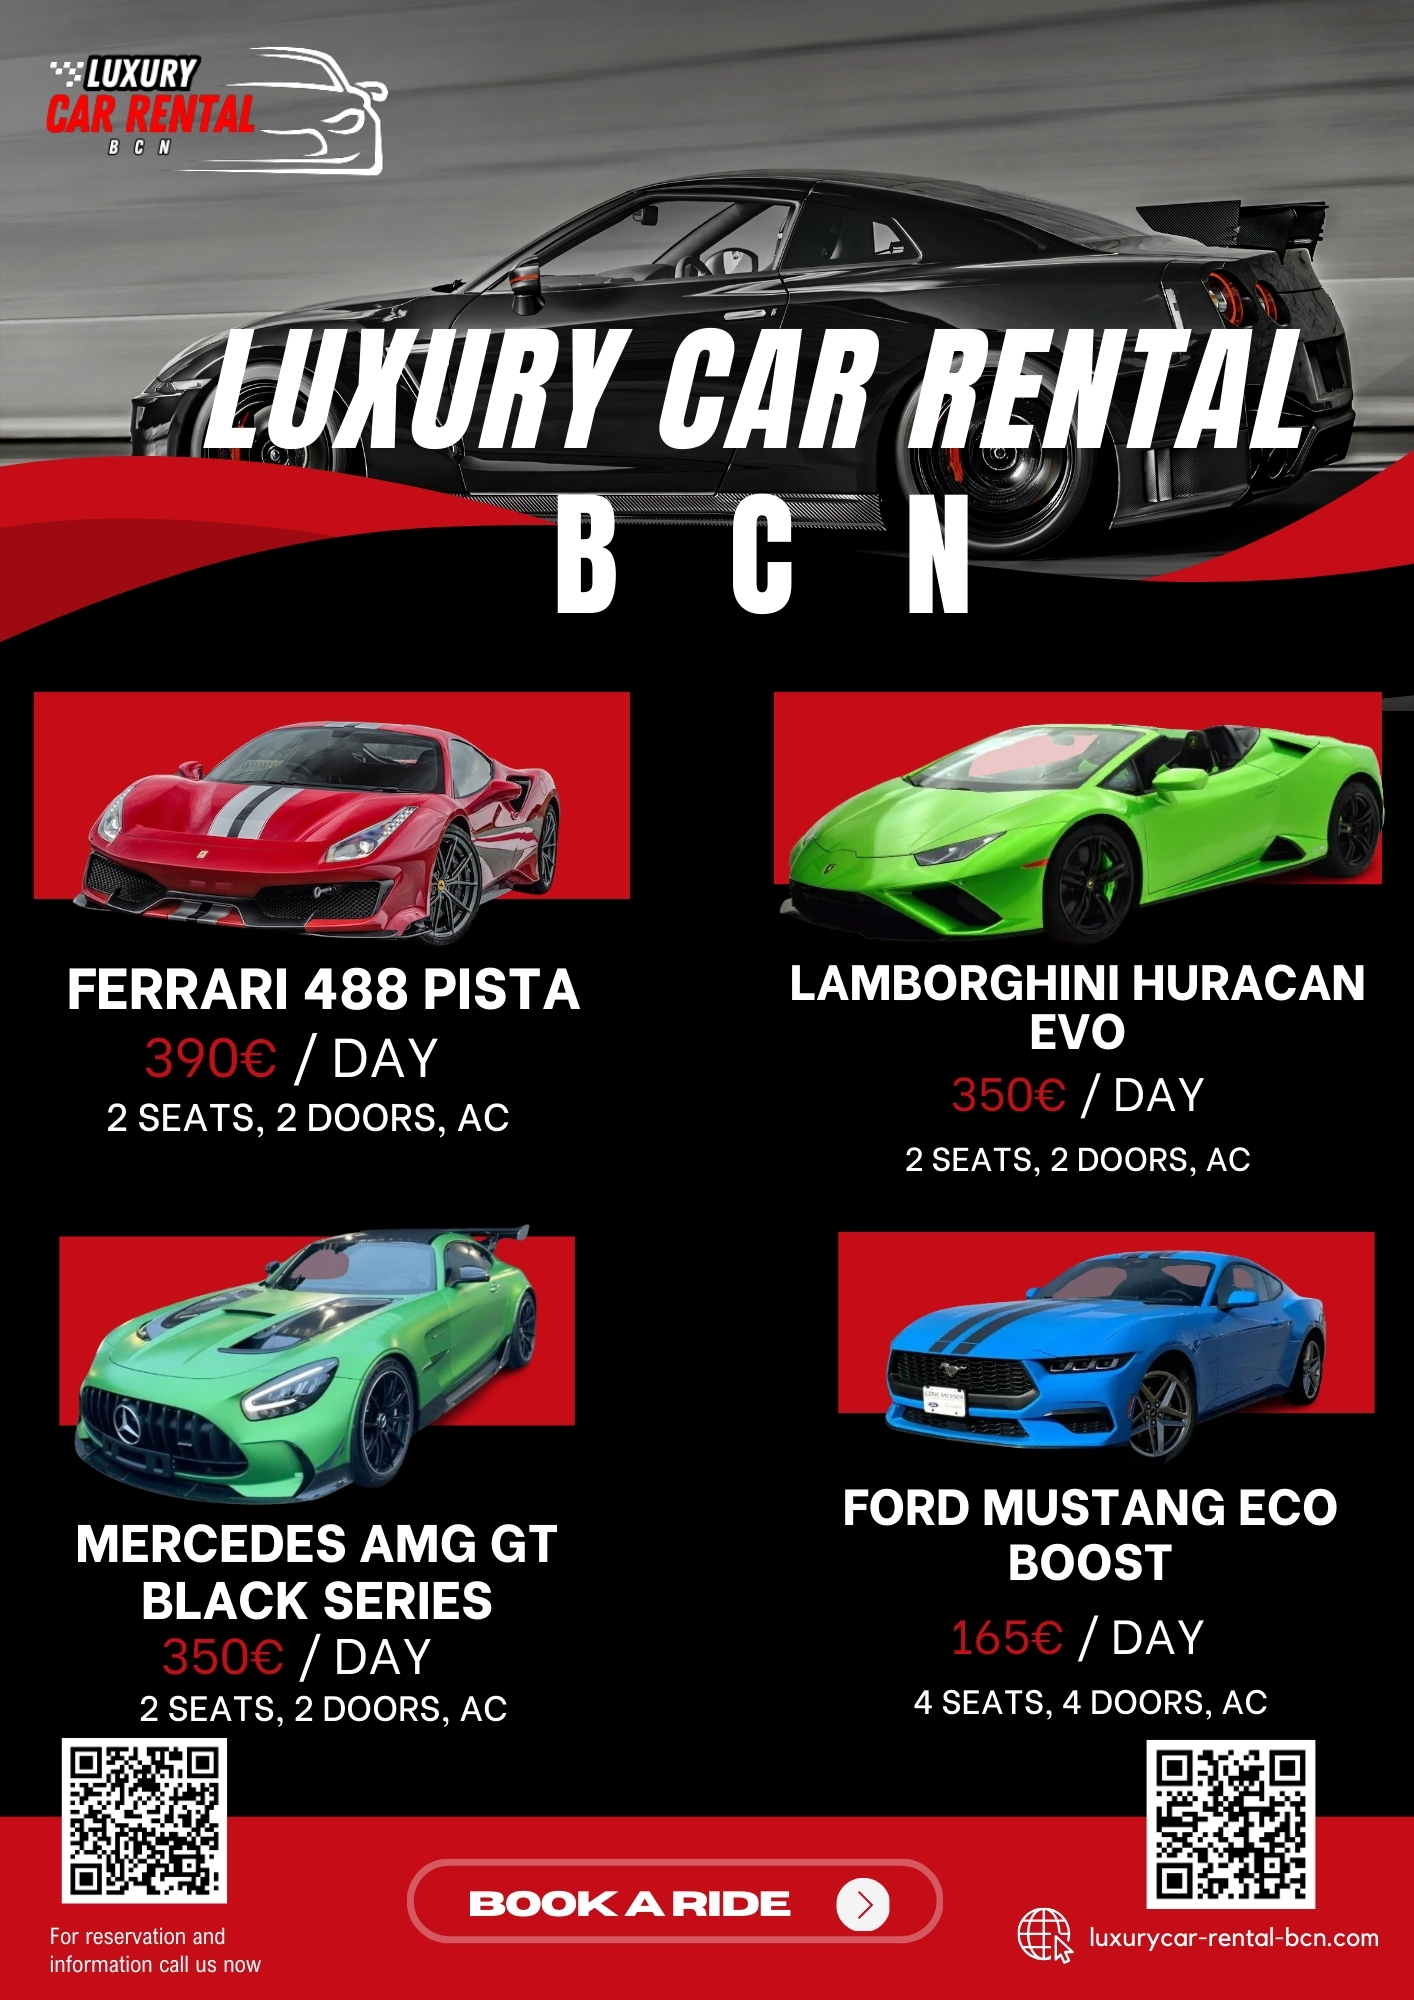 LUXURY
CAR RENTAL
BCN
LUXURY CAR RENTAL
BCN
FERRARI 488 PISTA
390€ / DAY
2 SEATS, 2 DOORS, AC
LAMBORGHINI HURACAN
EVO
350€ / DAY
2 SEATS, 2 DOORS, AC
MERCEDES AMG GT
BLACK SERIES
350€ / DAY
2 SEATS, 2 DOORS, AC
FORD MUSTANG ECO
BOOST
165€ / DAY
4 SEATS, 4 DOORS, AC
For reservation and
information call us now
BOOK A RIDE
luxurycar-rental-bcn.com